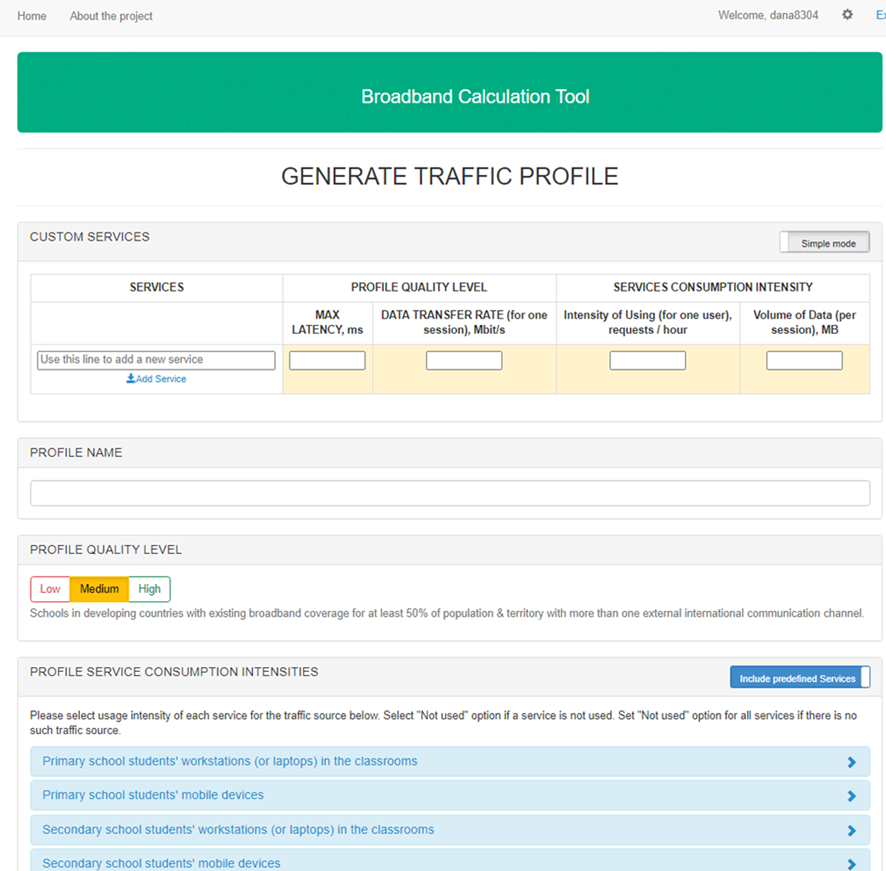 Home About the project Welcome, dana8304 Ex
Broadband Calculation Tool
GENERATE TRAFFIC PROFILE
CUSTOM SERVICES Simple mode
SERVICES PROFILE QUALITY LEVEL SERVICES CONSUMPTION INTENSITY
MAX DATA TRANSFER RATE (for one Intensity of Using (for one user), Volume of Data (per
LATENCY, ms session), Mbit/s requests / hour session), MB
Use this line to add a new service
Add Service
PROFILE NAME
PROFILE QUALITY LEVEL
Low Medium High
Schools in developing countries with existing broadband coverage for at least 50% of population & territory with more than one external international communication channel.
PROFILE SERVICE CONSUMPTION INTENSITIES Include predefined Services
Please select usage intensity of each service for the traffic source below. Select "Not used" option if a service is not used. Set "Not used" option for all services if there is no
such traffic source.
Primary school students' workstations (or laptops) in the classrooms
Primary school students' mobile devices
Secondary school students' workstations (or laptops) in the classrooms
Secondary school students' mobile devices